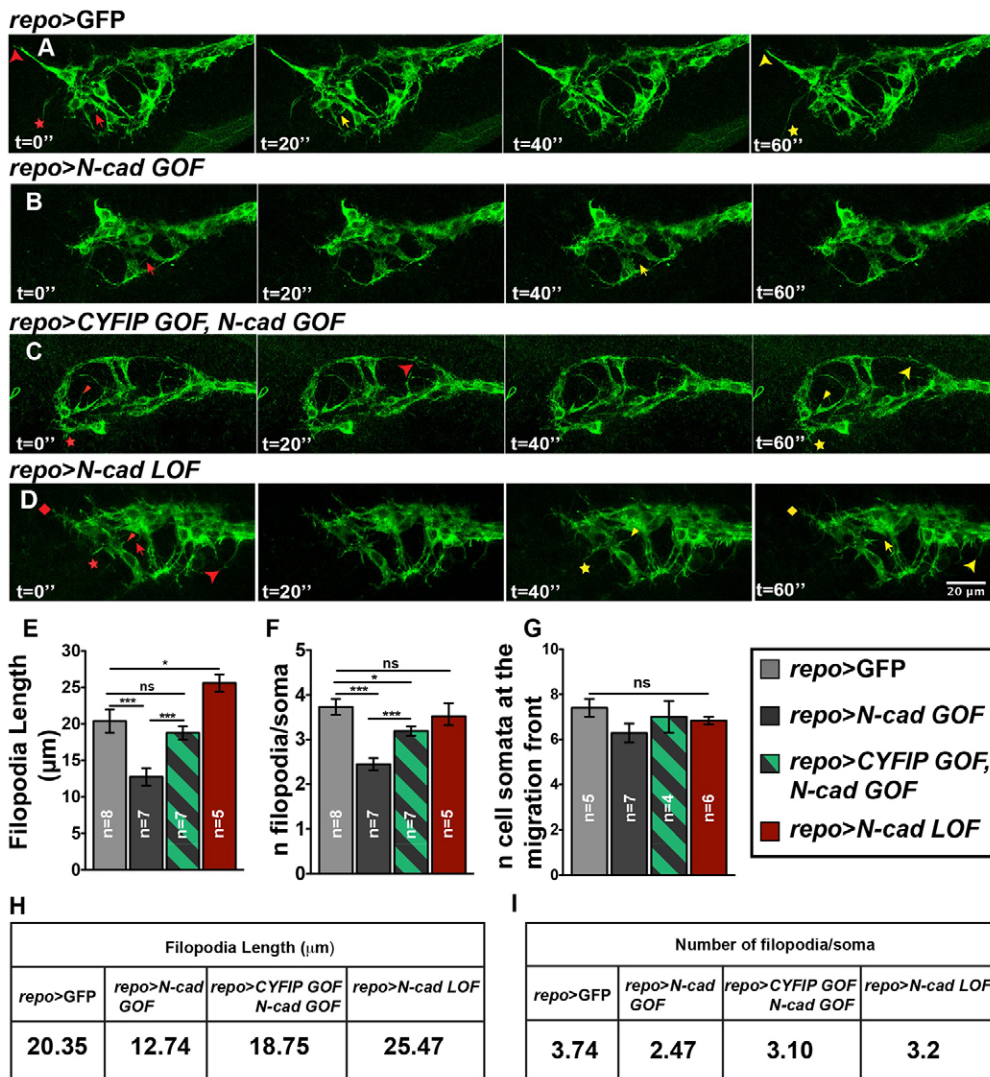 repo>GFP
A
t=0’’ t=20’’ t=40’’ t=60’’
repo>N-cad GOF
B
t=0’’ t=20’’ t=40’’ t=60’’
repo>CYFIP GOF, N-cad GOF
C
t=0’’ t=20’’ t=40’’ t=60’’
repo>N-cad LOF
D
t=0’’ t=20’’ t=40’’ t=60’’
20 µm
E
Filopodia Length
(µm)
30
25
20
15
10
5
0
*
ns
***
***
n=8 n=7 n=7 n=5
F
n filopodia/soma
5
4
3
2
1
0
ns
*
***
***
n=8 n=7 n=7 n=5
G
n cell somata at the
migration front
10
8
6
4
2
0
ns
n=5 n=7 n=4 n=6
repo>GFP
repo>N-cad GOF
repo>CYFIP GOF,
N-cad GOF
repo>N-cad LOF
H
Filopodia Length (µm)
repo>GFP repo>N-cad GOF repo>CYFIP GOF N-cad GOF repo>N-cad LOF
20.35 12.74 18.75 25.47
I
Number of filopodia/soma
repo>GFP repo>N-cad GOF repo>CYFIP GOF N-cad GOF repo>N-cad LOF
3.74 2.47 3.10 3.2